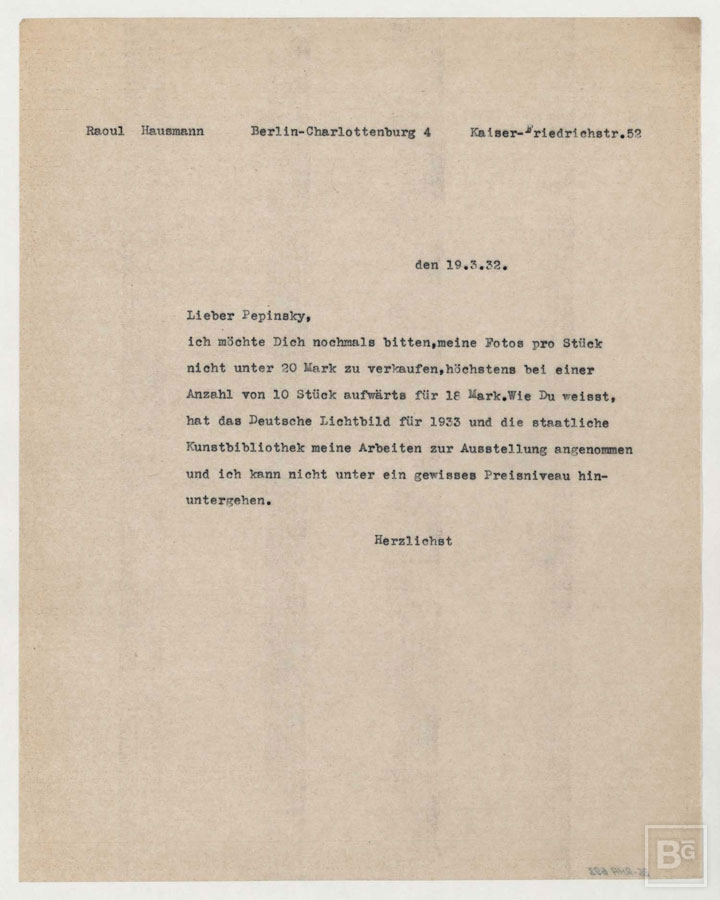 Raoul Hausmann Berlin-Charlottenburg 4 Kaiser-Friedrichstr.52
den 19.3.32.
Lieber Pepinsky,
ich möchte Dich nochmals bitten,meine Fotos pro Stück
nicht unter 20 Mark zu verkaufen,höchstens bei einer
Anzahl von 10 Stück aufwärts für 18 Mark.Wie Du weisst,
hat das Deutsche Lichtbild für 1933 und die staatliche
Kunstbibliothek meine Arbeiten zur Ausstellung angenommen
und ich kann nicht unter ein gewisses Preisniveau hin-
untergehen.
Herzlichst
BG